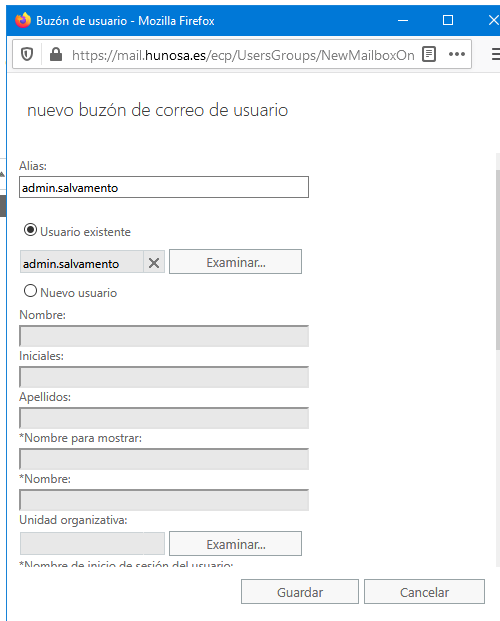 Buzón de usuario - Mozilla Firefox
https://mail.hunosa.es/ecp/UsersGroups/NewMailboxOn
nuevo buzón de correo de usuario
Alias:
admin.salvamento
Usuario existente
admin.salvamento
Examinar...
Nuevo usuario
Nombre:
Iniciales:
Apellidos:
*Nombre para mostrar:
*Nombre:
Unidad organizativa:
Examinar...
*Nombre de inicio de sesión del usuario:
Guardar
Cancelar